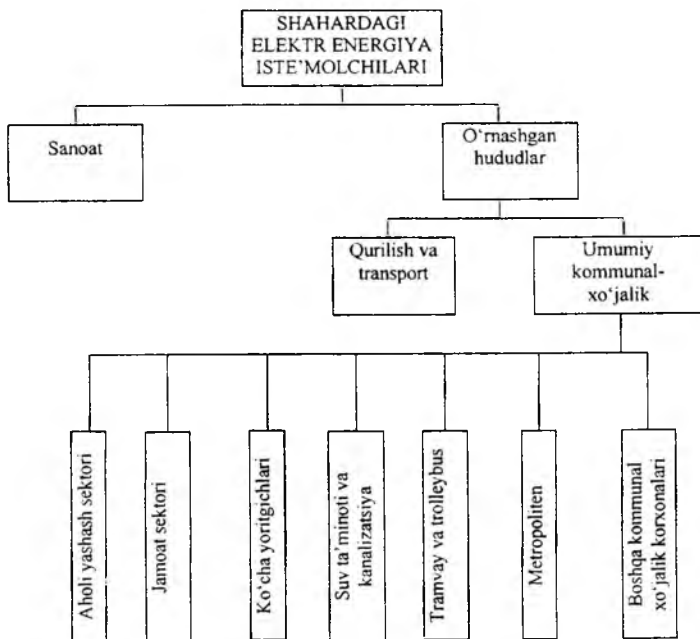 SHAHARDAGI
ELEKTR ENERGIYA
ISTE’MOLCHILARI
Sanoat
O‘rnashgan
hududlar
Qurilish va
transport
Umumiy
kommunal-
xo‘jalik
Aholi yashash sektori
Jamoat sektori
Ko‘cha yoritgichlari
Suv ta’minoti va
kanalizatsiya
Tramvay va trolleybus
Metropoliten
Boshqa kommunal
xo‘jalik korxonalari